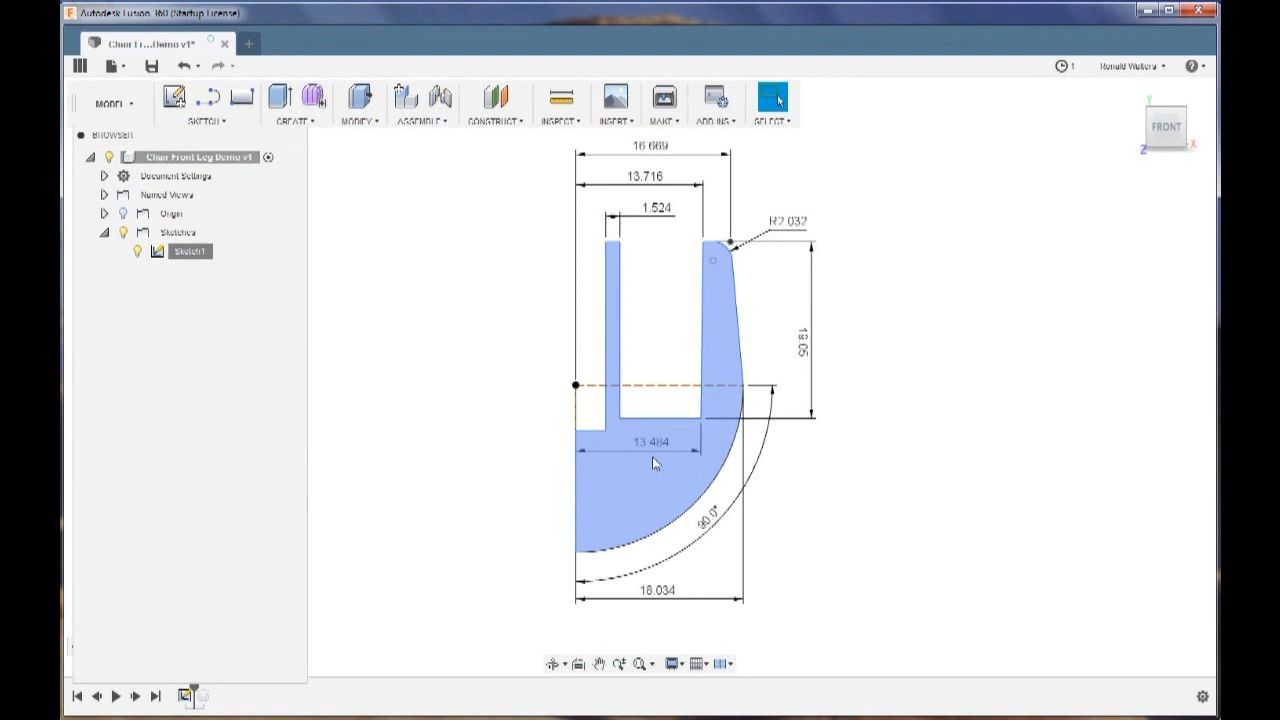 Autodesk Fusion 360 (Startup License)
Chair Fr...Demo v1*
1
Ronald Walters
MODEL
SKETCH
CREATE
MODIFY
ASSEMBLE
CONSTRUCT
INSPECT
INSERT
MAKE
ADD-INS
SELECT
BROWSER
Chair Front Leg Demo v1
Document Settings
Named Views
Origin
Sketches
Sketch1
Y
FRONT
Z
X
16.669
13.716
1.524
R2.032
19.05
13.484
90.0°
18.034